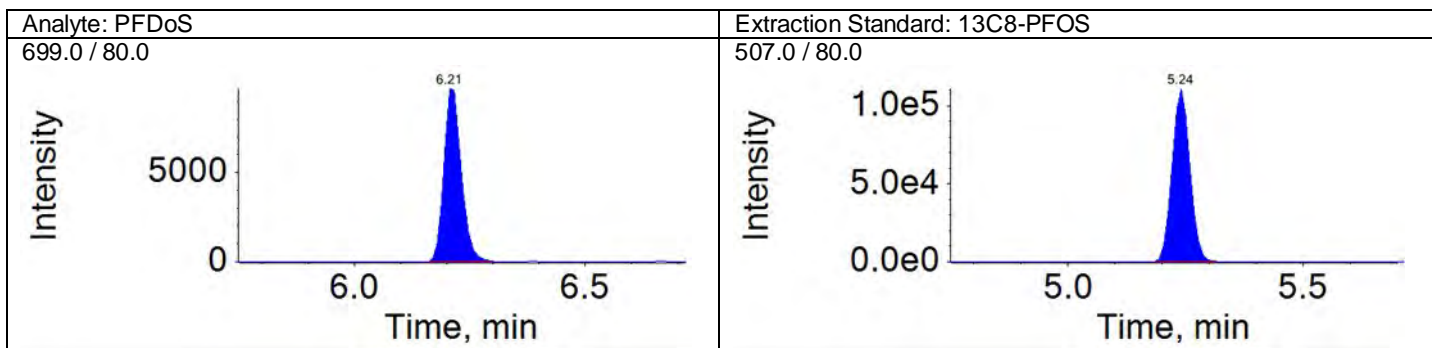 Analyte: PFDoS
699.0 / 80.0
6.21
Intensity
5000
0
6.0 6.5
Time, min
Extraction Standard: 13C8-PFOS
507.0 / 80.0
5.24
Intensity
1.0e5
5.0e4
0.0e0
5.0 5.5
Time, min